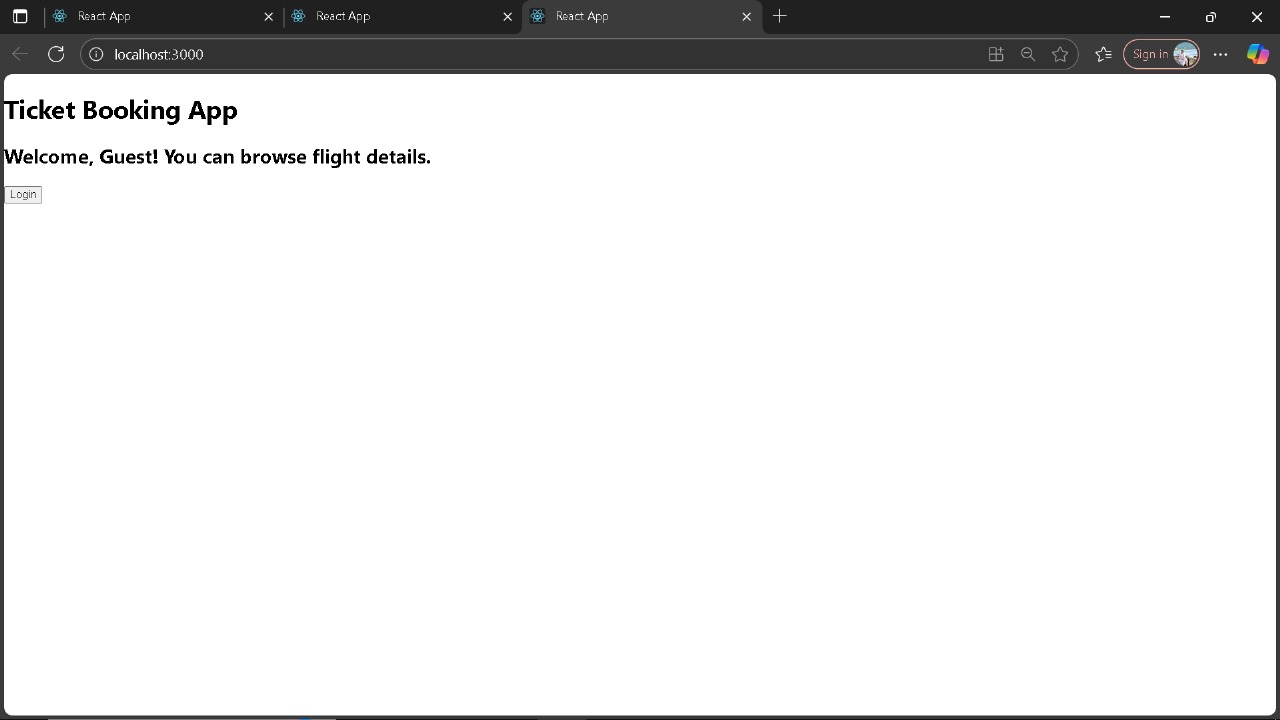 React App
React App
React App
localhost:3000
Sign in
Ticket Booking App
Welcome, Guest! You can browse flight details.
Login